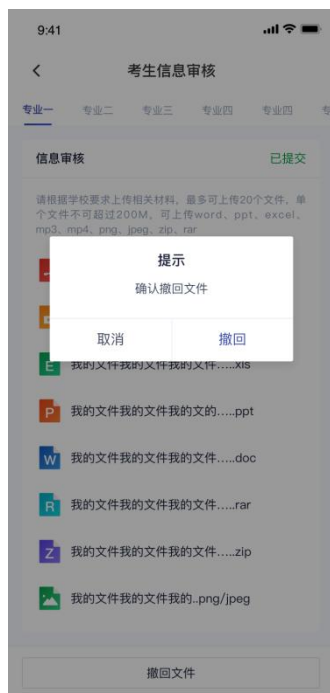 9:41
考生信息审核
专业一 专业二 专业三 专业四 专业四
信息审核 已提交
请根据学校要求上传相关材料，最多可上传20个文件，单
个文件不可超过200M，可上传word、ppt、excel、
mp3、mp4、png、jpeg、zip、rar
提示
确认撤回文件
取消 撤回
E 我的文件我的文件我的文件.....xls
P 我的文件我的文件我的文的.....ppt
W 我的文件我的文件我的文件.....doc
R 我的文件我的文件我的文件.....rar
Z 我的文件我的文件我的文件.....zip
我的文件我的文件我的..png/jpeg
撤回文件